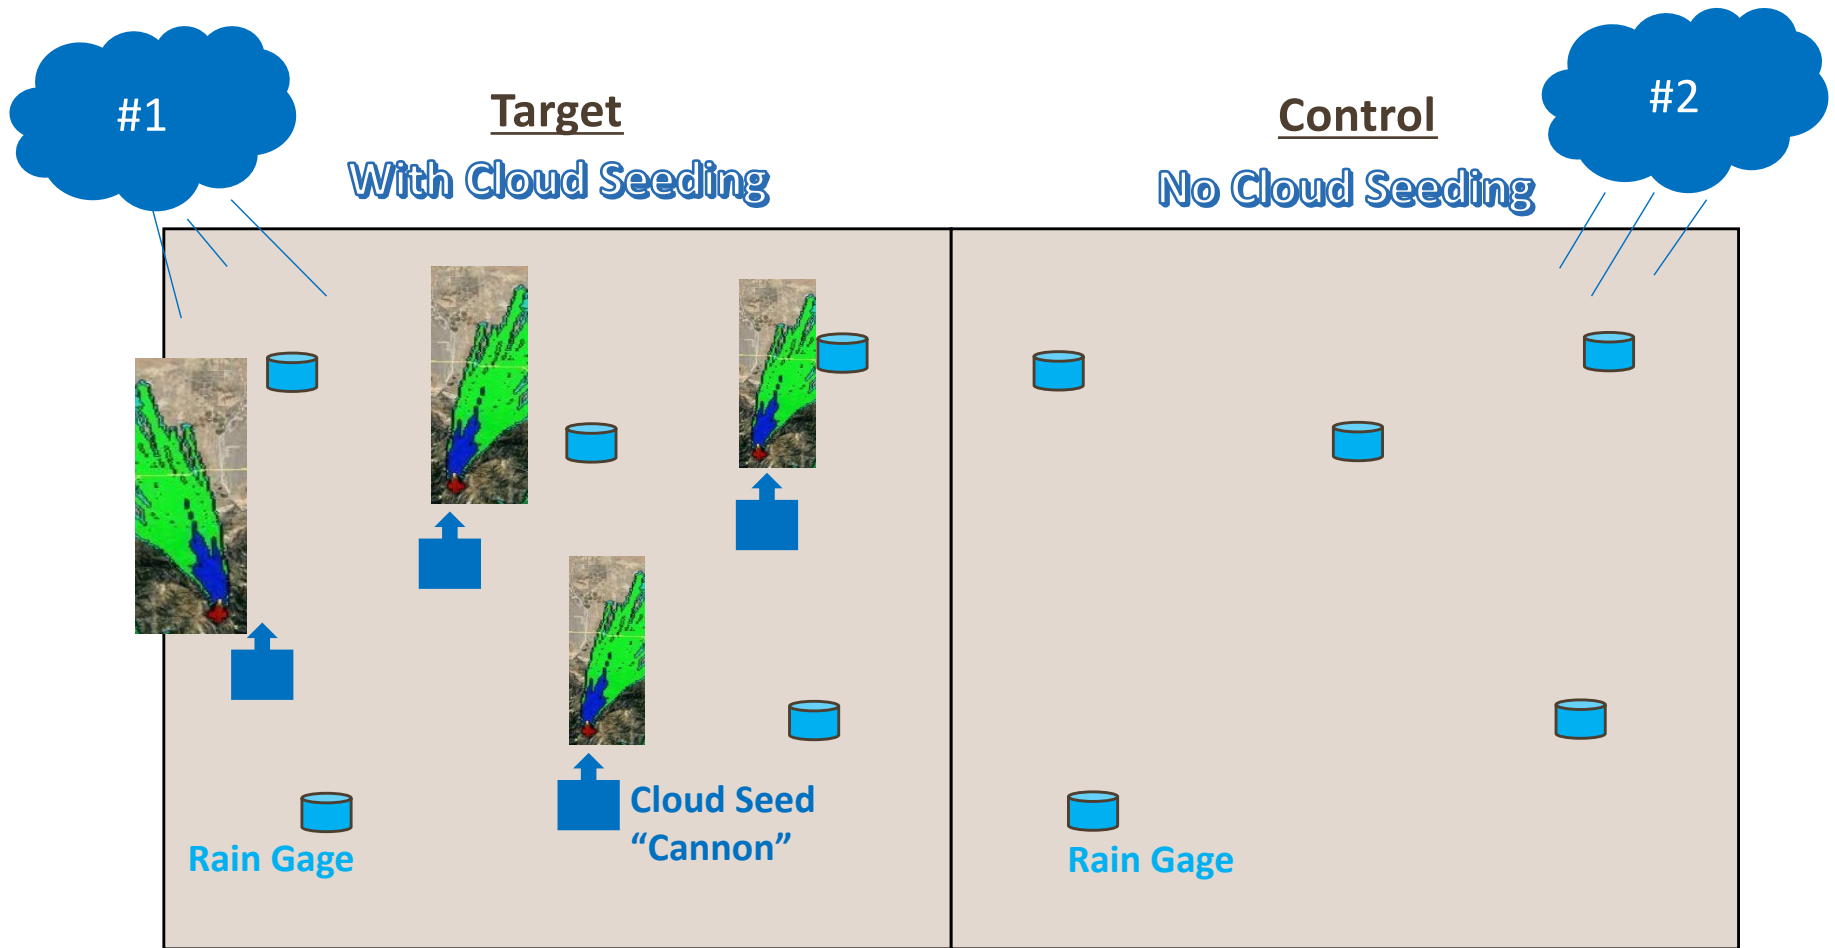 #1
#2
Target
Control
With Cloud Seeding
No Cloud Seeding
Cloud Seed
“Cannon”
Rain Gage
Rain Gage